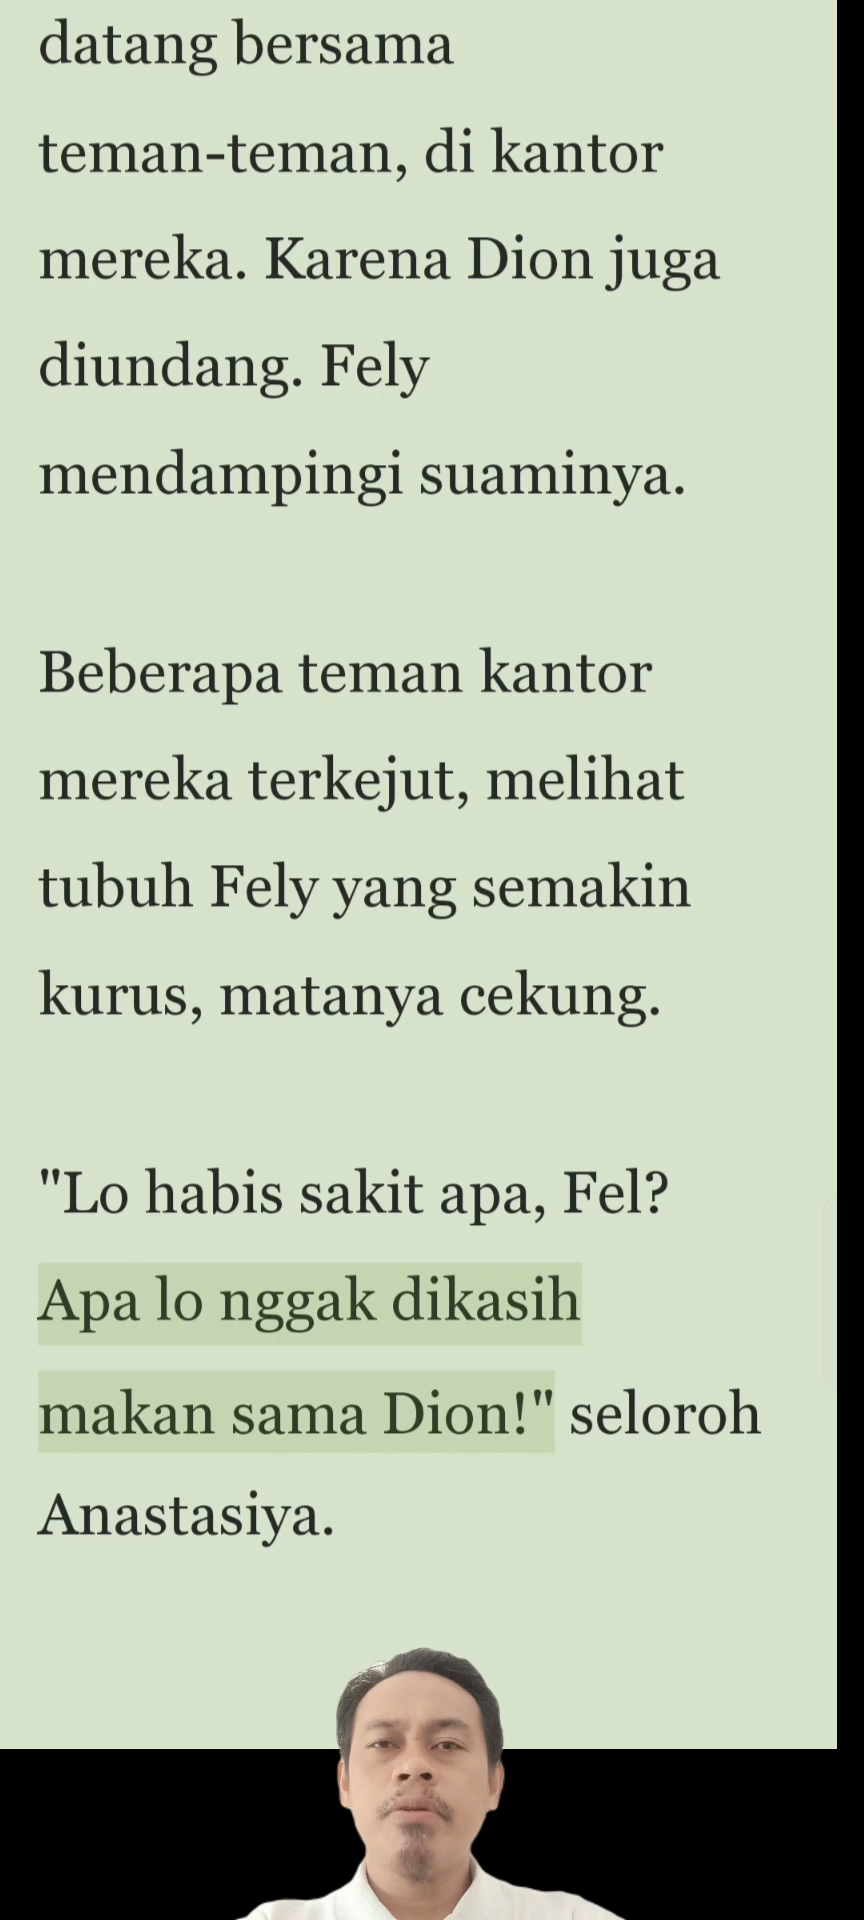 datang bersama
teman-teman, di kantor
mereka. Karena Dion juga
diundang. Fely
mendampingi suaminya.
Beberapa teman kantor
mereka terkejut, melihat
tubuh Fely yang semakin
kurus, matanya cekung.
"Lo habis sakit apa, Fel?
Apa lo nggak dikasih
makan sama Dion!" seloroh
Anastasiya.